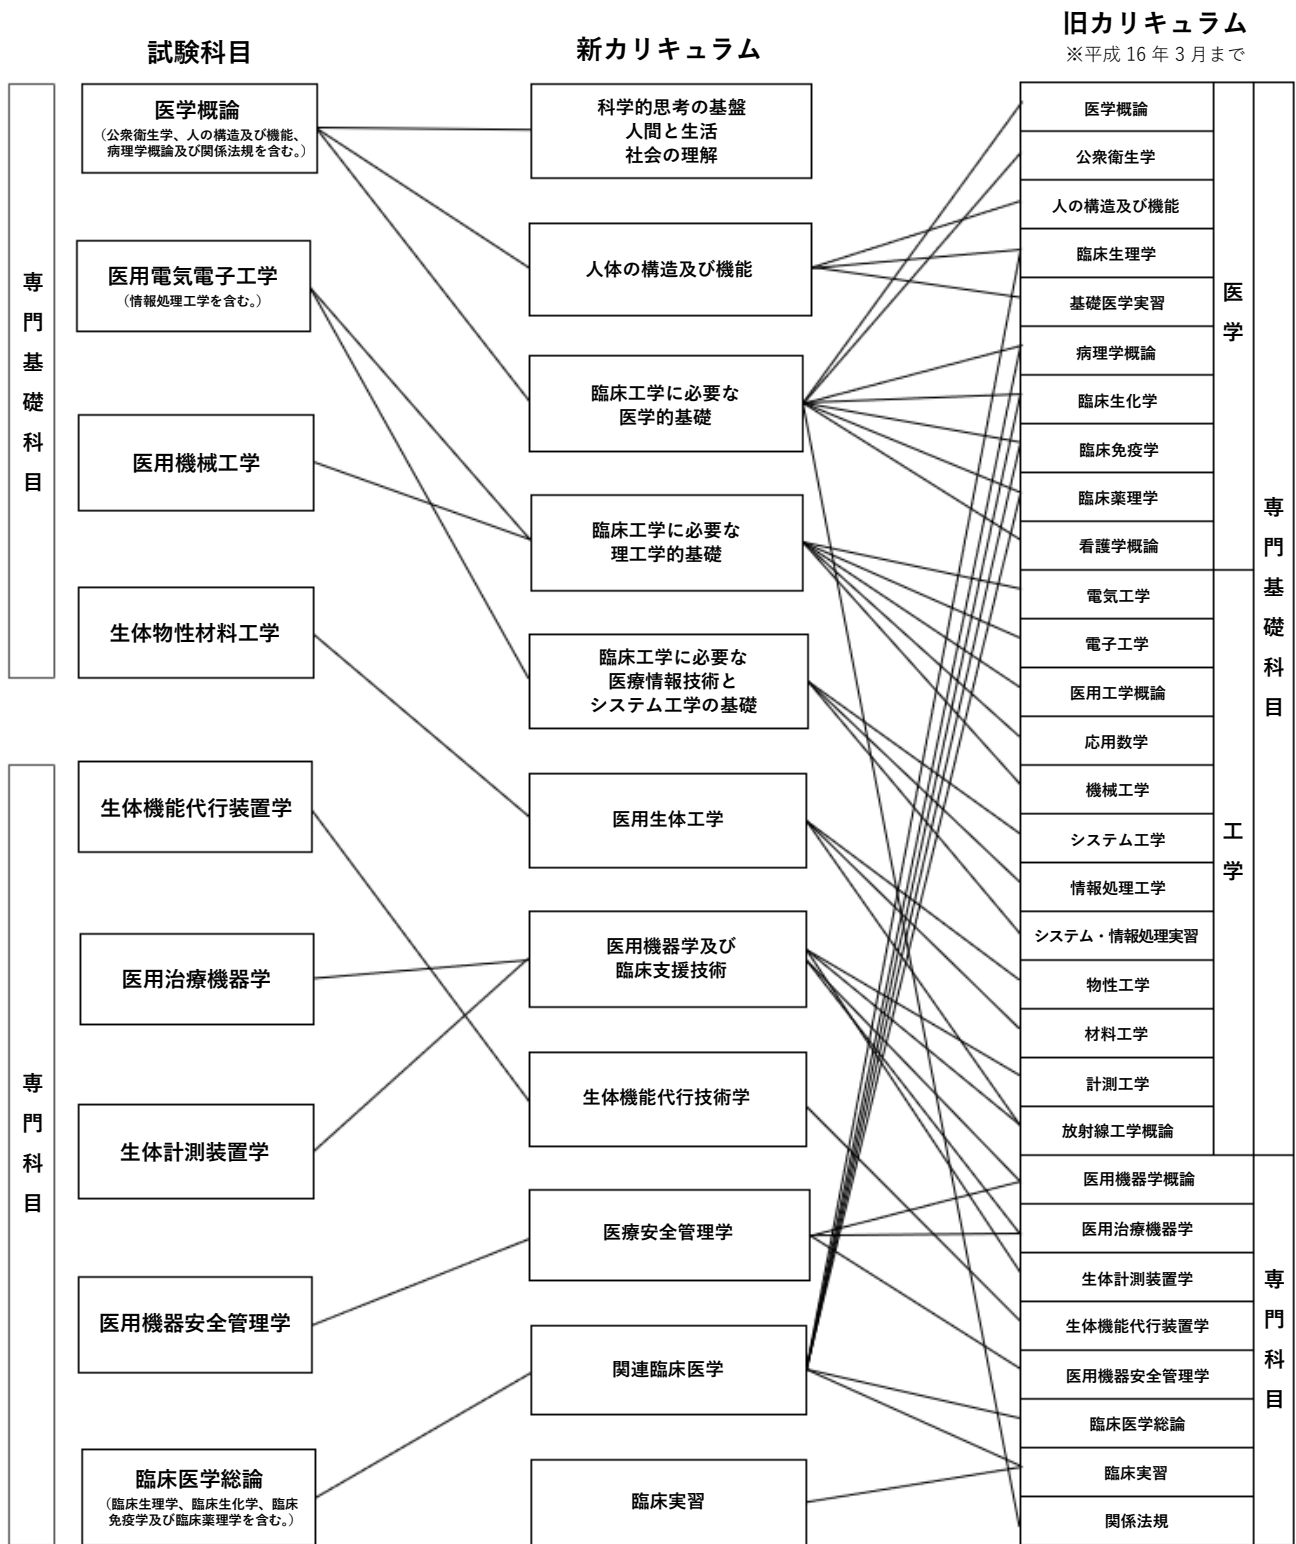 試験科目
専門基礎科目
医学概論
（公衆衛生学、人の構造及び機能、
病理学概論及び関係法規を含む。）
医用電気電子工学
（情報処理工学を含む。）
医用機械工学
生体物性材料工学
専門科目
生体機能代行装置学
医用治療機器学
生体計測装置学
医用機器安全管理学
臨床医学総論
（臨床生理学、臨床生化学、臨床
免疫学及び臨床薬理学を含む。）
新カリキュラム
科学的思考の基盤
人間と生活
社会の理解
人体の構造及び機能
臨床工学に必要な
医学的基礎
臨床工学に必要な
理工学的基礎
臨床工学に必要な
医療情報技術と
システム工学の基礎
医用生体工学
医用機器学及び
臨床支援技術
生体機能代行技術学
医療安全管理学
関連臨床医学
臨床実習
旧カリキュラム
※平成 16 年 3 月まで
医学概論
公衆衛生学
人の構造及び機能
臨床生理学
基礎医学実習
病理学概論
臨床生化学
臨床免疫学
臨床薬理学
看護学概論
医学
電気工学
電子工学
医用工学概論
応用数学
機械工学
システム工学
情報処理工学
システム・情報処理実習
物性工学
材料工学
計測工学
放射線工学概論
工学
専門基礎科目
医用機器学概論
医用治療機器学
生体計測装置学
生体機能代行装置学
医用機器安全管理学
臨床医学総論
臨床実習
関係法規
専門科目